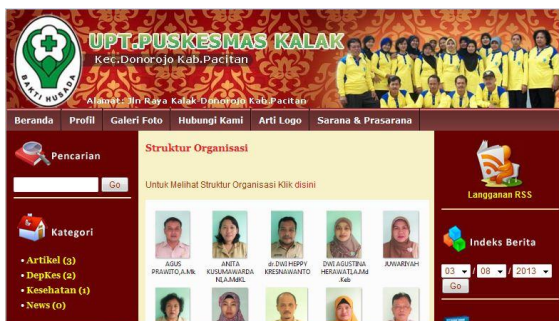 UPT.PUSKESMAS KALAK
Kec.Donorojo Kab.Pacitan
BAKTI HUSADA
Alamat: Jln Raya Kalak-Donorojo Kab.Pacitan
Beranda Profil Galeri Foto Hubungi Kami Arti Logo Sarana & Prasarana
Pencarian
Go
Kategori
• Artikel (3)
• DepKes (2)
• Kesehatan (1)
• News (0)
Struktur Organisasi
Untuk Melihat Struktur Organisasi Klik disini
AGUS
PRAWITO,A.Mk
ANITA
KUSUMAWARDA
NI,A.MdKL
dr.DWI HEPPY
KRESNAWANTO
DWI AGUSTINA
HERAWATI,A.Md
.Keb
JUWARIYAH
Langganan RSS
Indeks Berita
03 / 08 / 2013
Go